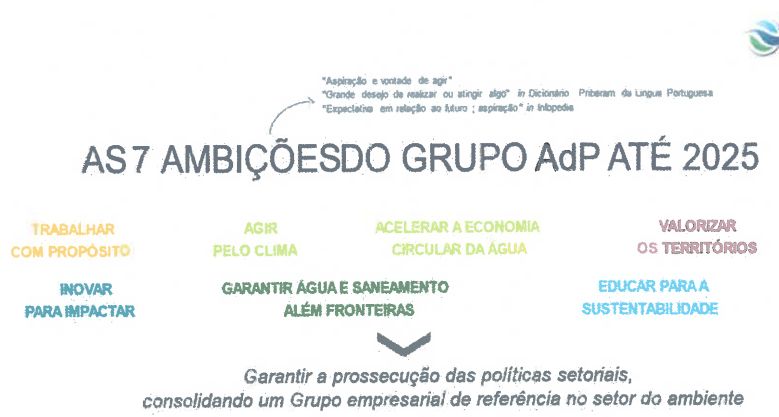 "Aspiração e vontade de agir"
"Grande desejo de realizar ou atingir algo" in Dicionário Priberam da Lingua Portuguesa
"Expectativa em relação ao futuro ; aspiração" in Infopedia
AS 7 AMBIÇÕESDO GRUPO AdP ATÉ 2025
TRABALHAR
COM PROPÓSITO
AGIR
PELO CLIMA
ACELERAR A ECONOMIA
CIRCULAR DA ÁGUA
VALORIZAR
OS TERRITÓRIOS
INOVAR
PARA IMPACTAR
GARANTIR ÁGUA E SANEAMENTO
ALÉM FRONTEIRAS
EDUCAR PARA A
SUSTENTABILIDADE
Garantir a prossecução das políticas setoriais,
consolidando um Grupo empresarial de referência no setor do ambiente